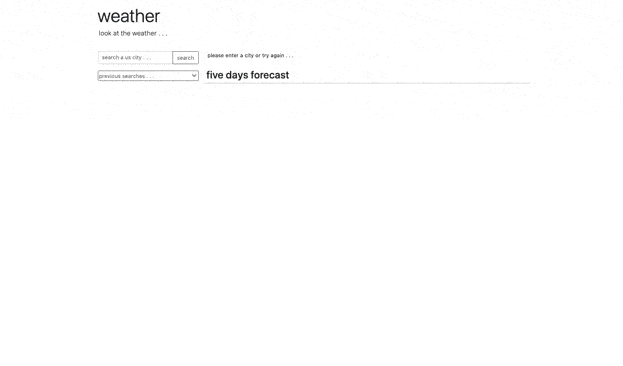 weather
look at the weather . . .
search a us city . . .
search
please enter a city or try again . . .
previous searches . . .
five days forecast